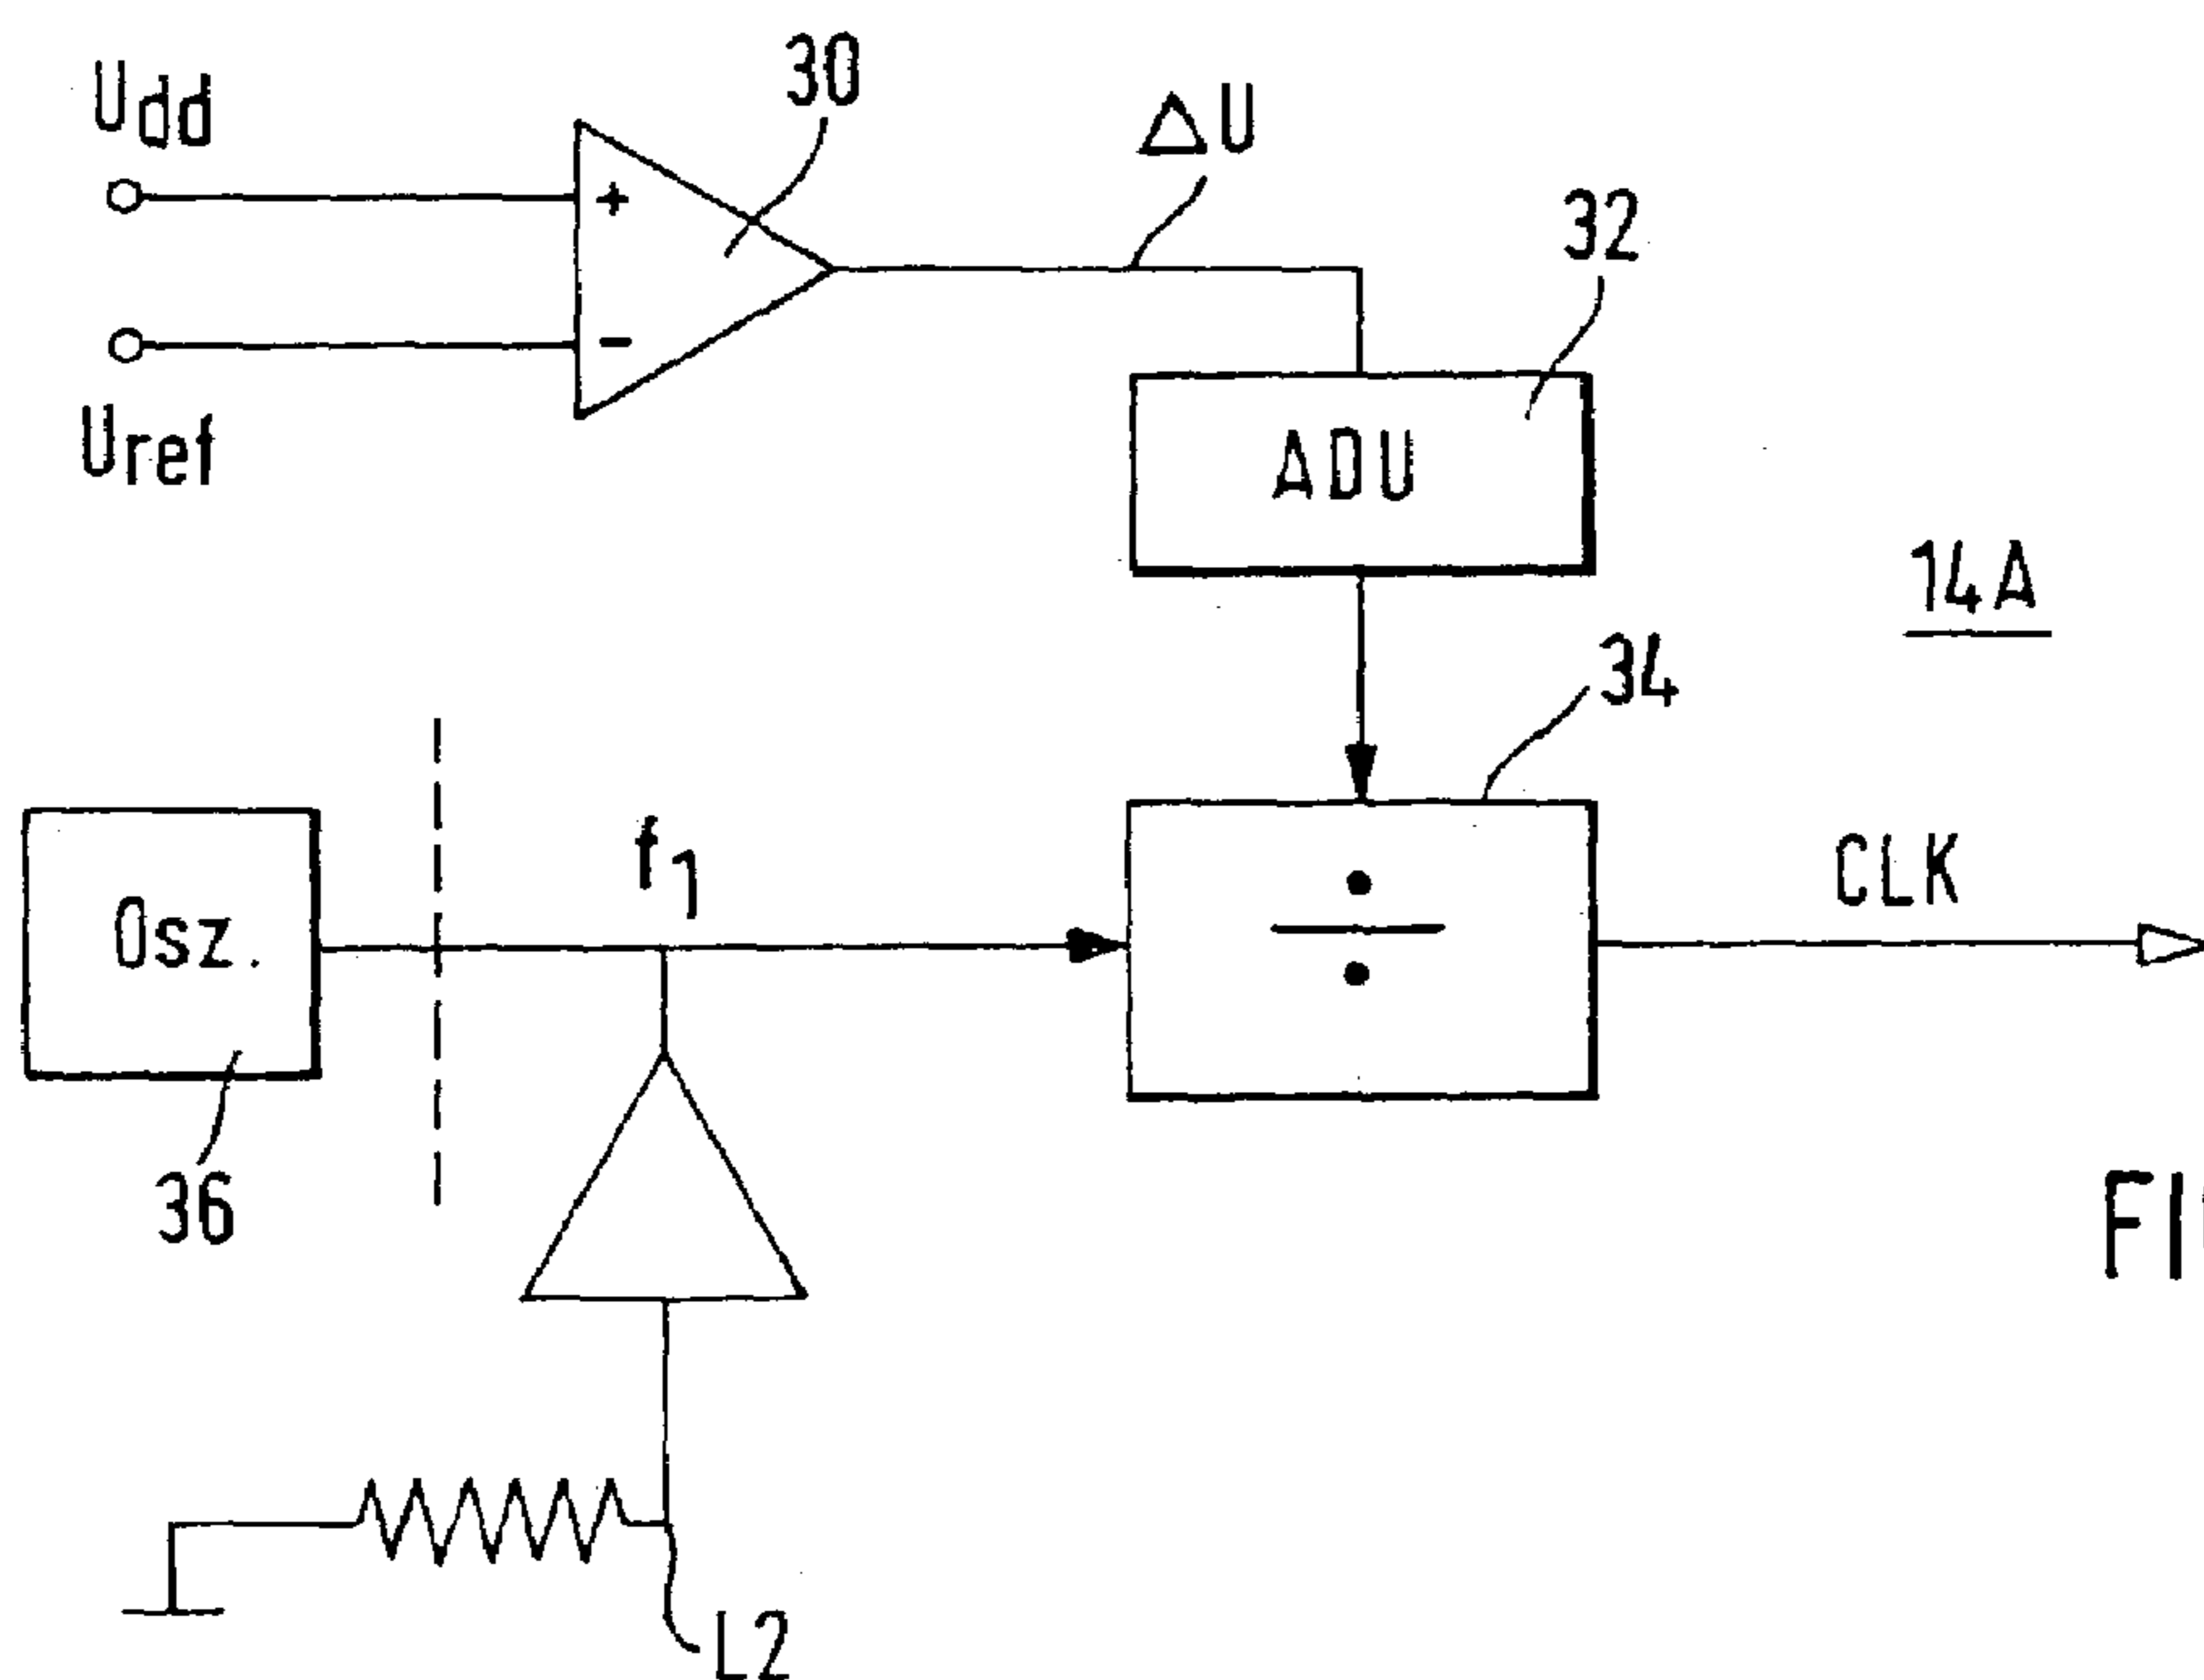 Udd
30
ΔU
32
+
-
Uref
ADU
14A
34
f1
CLK
Osz.
÷
36
L2